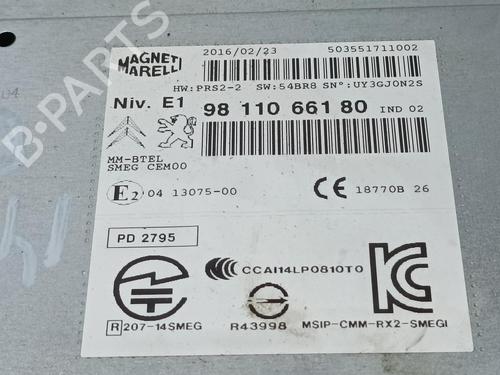 B-PARTS
MAGNETI
MARELLI
2016/02/23
503551711002
HW:PRS2-2 SW:54BR8 SN°:UY3GJ0N2S
Niv. E1
98 110 661 80 IND 02
MM-BTEL
SMEG CEM00
E2 04 13075-00
CE 18770B 26
PD 2795
CCAI14LP0810T0
R 207-14SMEG
R43998
MSIP-CMM-RX2-SMEGI